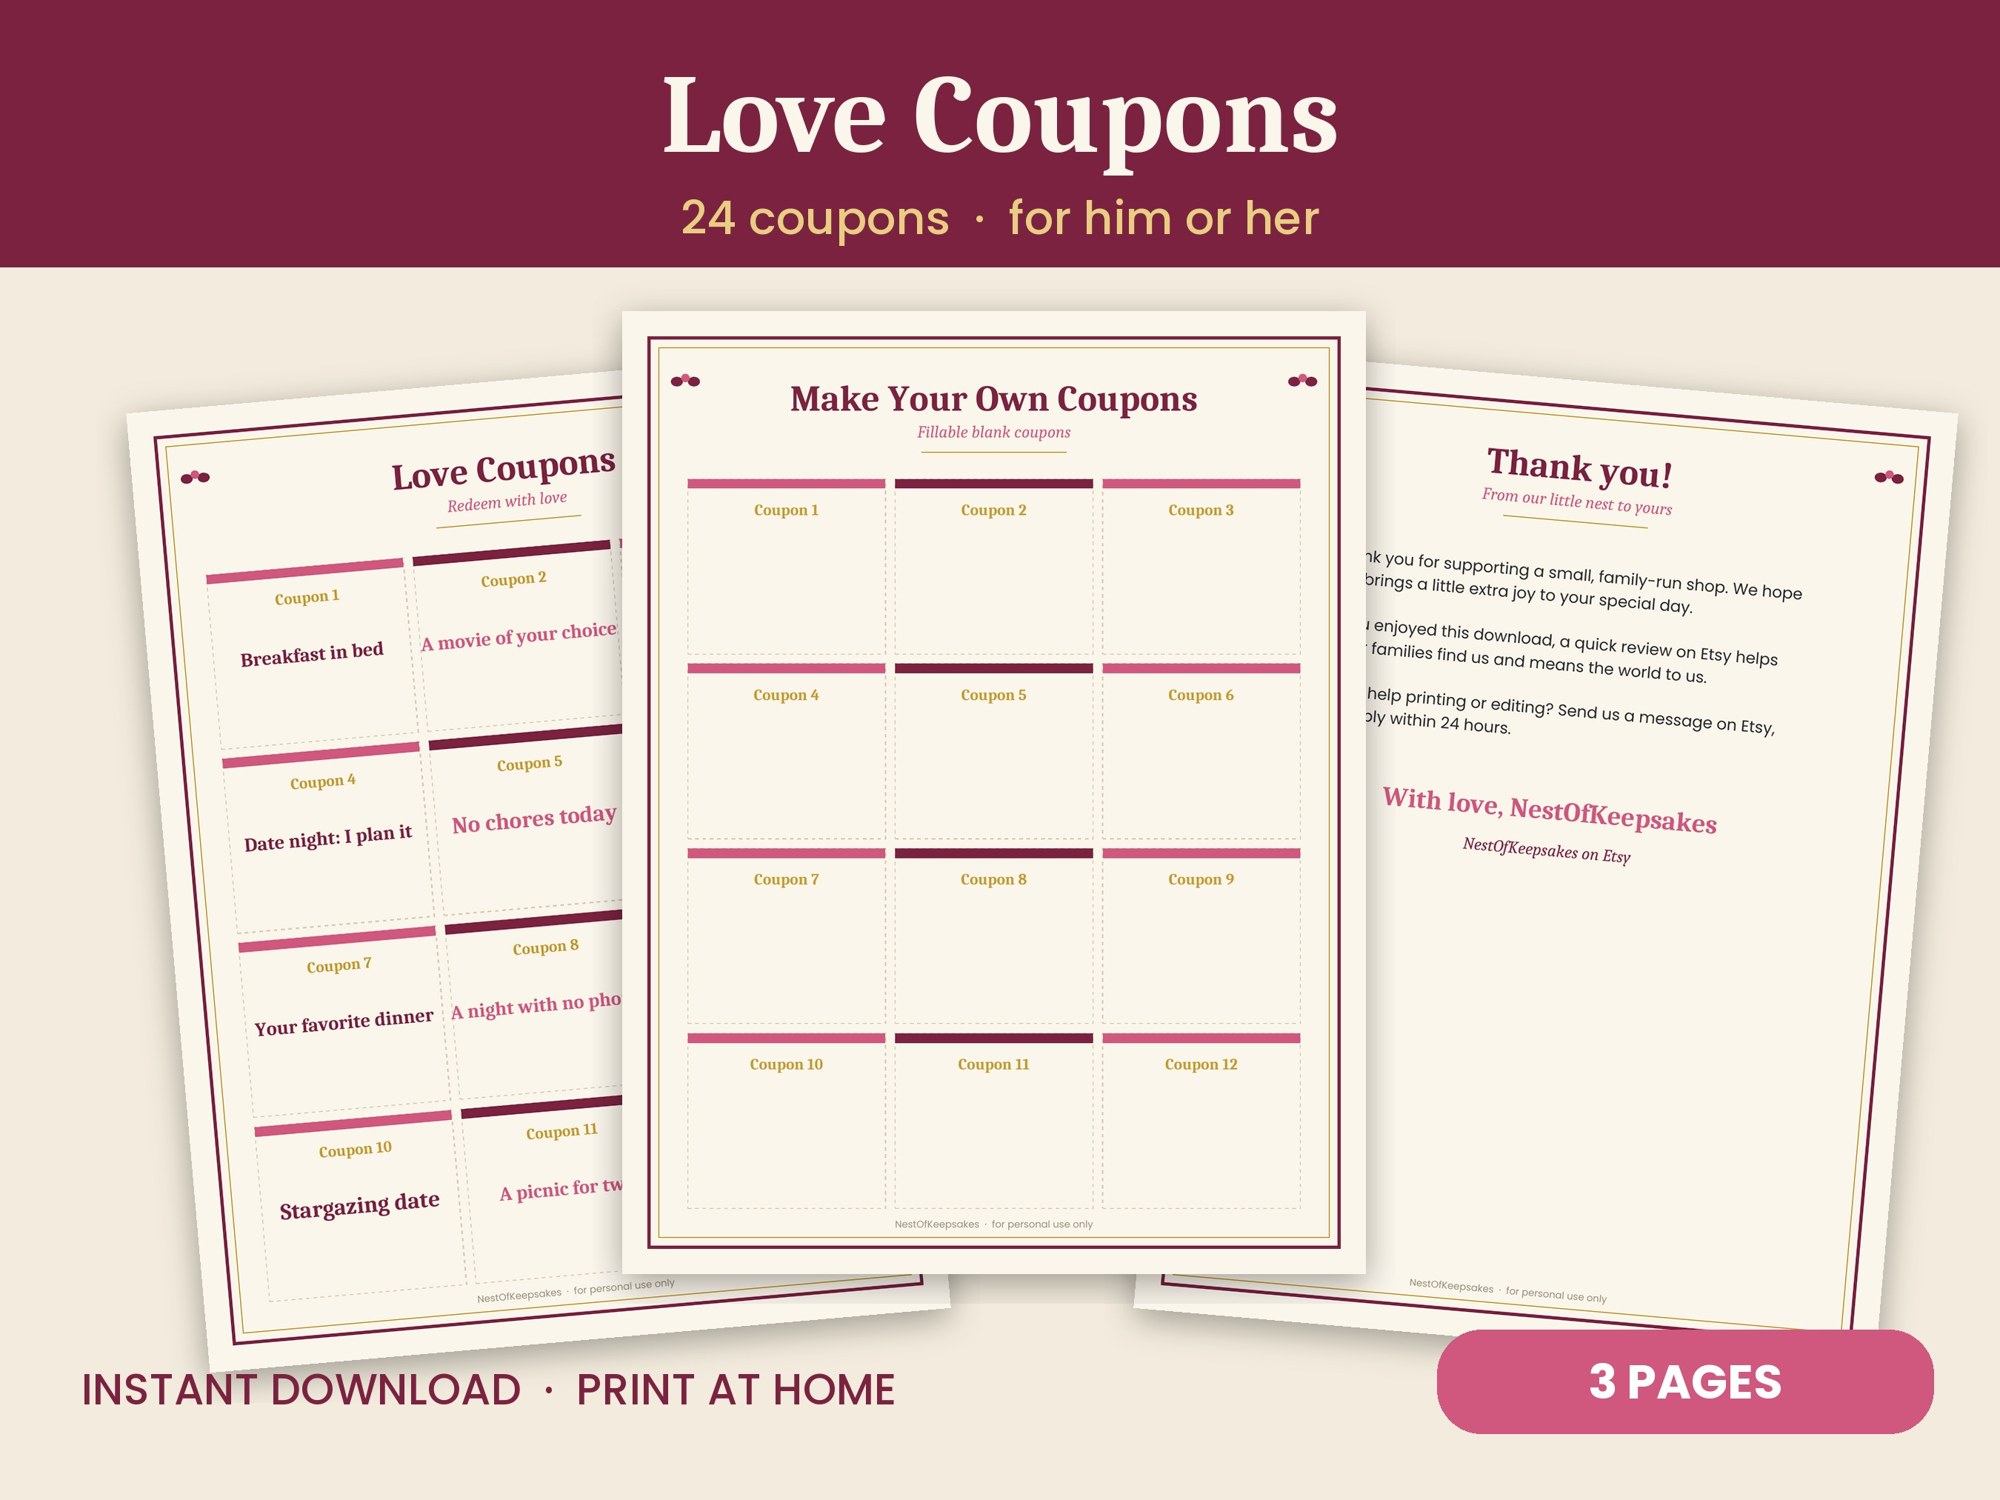 Love Coupons
24 coupons · for him or her
Love Coupons
Redeem with love
Coupon 1
Breakfast in bed
Coupon 2
A movie of your choice
Coupon 4
Date night: I plan it
Coupon 5
No chores today
Coupon 7
Your favorite dinner
Coupon 8
A night with no pho
Coupon 10
Stargazing date
Coupon 11
A picnic for tw
NestOfKeepsakes · for personal use only
Make Your Own Coupons
Fillable blank coupons
Coupon 1
Coupon 2
Coupon 3
Coupon 4
Coupon 5
Coupon 6
Coupon 7
Coupon 8
Coupon 9
Coupon 10
Coupon 11
Coupon 12
NestOfKeepsakes · for personal use only
Thank you!
From our little nest to yours
nk you for supporting a small, family-run shop. We hope
brings a little extra joy to your special day.
u enjoyed this download, a quick review on Etsy helps
families find us and means the world to us.
help printing or editing? Send us a message on Etsy,
ply within 24 hours.
With love, NestOfKeepsakes
NestOfKeepsakes on Etsy
NestOfKeepsakes · for personal use only
INSTANT DOWNLOAD · PRINT AT HOME
3 PAGES